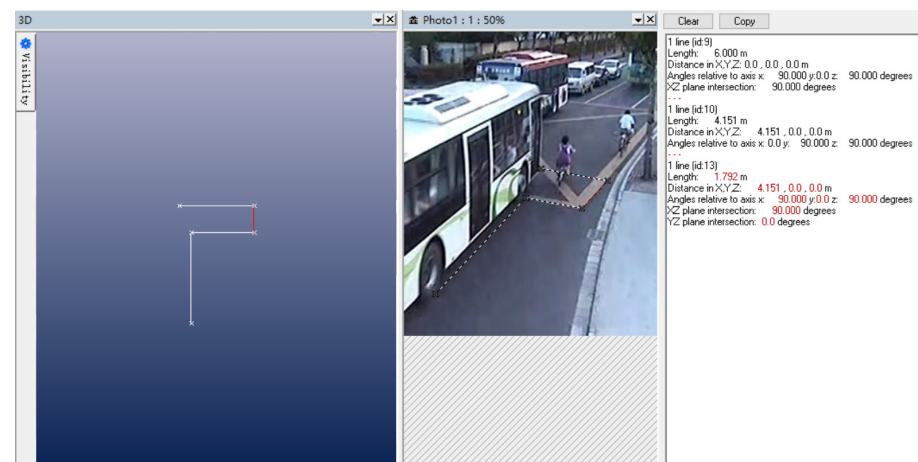 3D
Photo1 : 1 : 50%
Clear
Copy
Visibility
1 line (id:9)
Length: 6.000 m
Distance in X,Y,Z: 0.0 , 0.0 , 0.0 m
Angles relative to axis x: 90.000 y:0.0 z: 90.000 degrees
XZ plane intersection: 90.000 degrees
- - -
1 line (id:10)
Length: 4.151 m
Distance in X,Y,Z: 4.151 , 0.0 , 0.0 m
Angles relative to axis x: 0.0 y: 90.000 z: 90.000 degrees
- - -
1 line (id:13)
Length: 1.792 m
Distance in X,Y,Z: 4.151 , 0.0 , 0.0 m
Angles relative to axis x: 90.000 y:0.0 z: 90.000 degrees
XZ plane intersection: 90.000 degrees
YZ plane intersection: 0.0 degrees